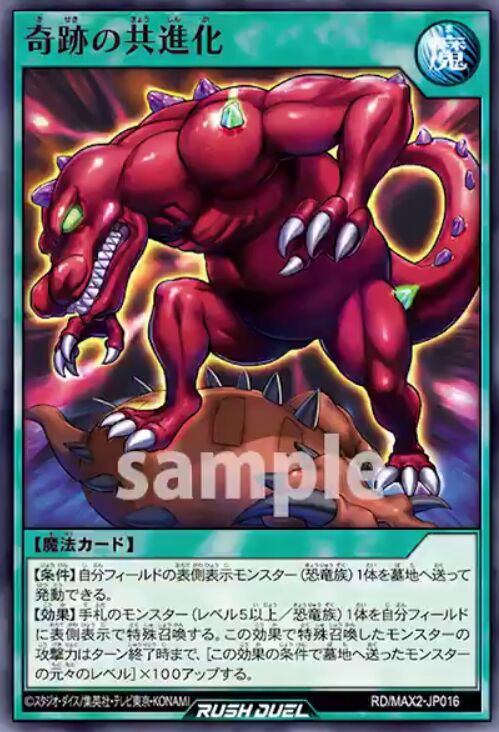 奇跡の共進化
魔
sample
【魔法カード】
【条件】自分フィールドの表側表示モンスター(恐竜族)1体を墓地へ送って
発動できる。
【効果】手札のモンスター(レベル5以上/恐竜族)1体を自分フィールド
に表側表示で特殊召喚する。この効果で特殊召喚したモンスターの
攻撃力はターン終了時まで、[この効果の条件で墓地へ送ったモンスター
の元々のレベル]×100アップする。
©スタジオ・ダイス/集英社・テレビ東京・KONAMI
RUSH DUEL
RD/MAX2-JP016